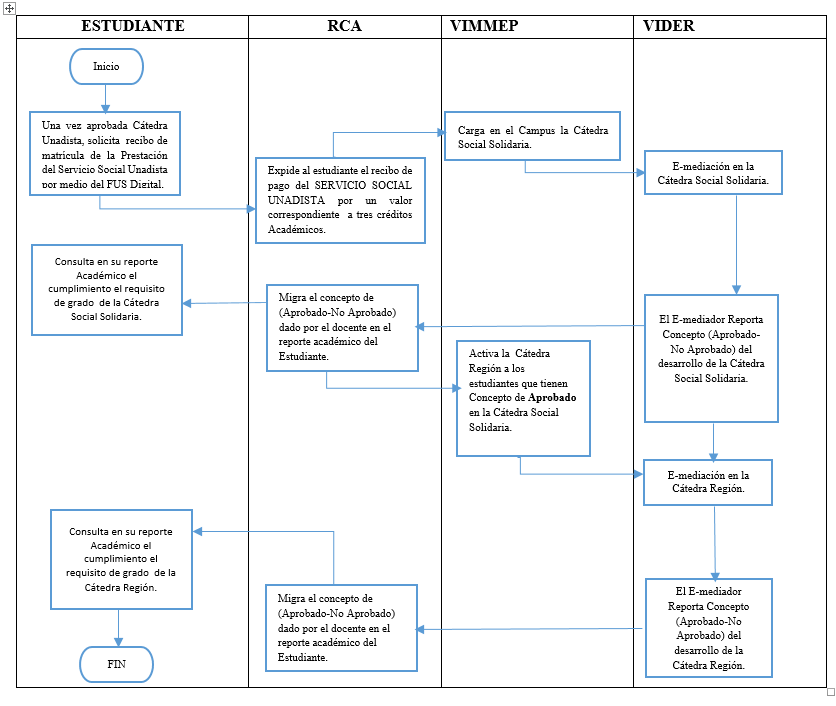 ESTUDIANTE
RCA
VIMMEP
VIDER
Inicio
Una vez aprobada Cátedra
Unadista, solicita recibo de
matrícula de la Prestación
del Servicio Social Unadista
por medio del FUS Digital.
Expide al estudiante el recibo de
pago del SERVICIO SOCIAL
UNADISTA por un valor
correspondiente a tres créditos
Académicos.
Carga en el Campus la Cátedra
Social Solidaria.
E-mediación en la
Cátedra Social Solidaria.
El E-mediador Reporta
Concepto (Aprobado-
No Aprobado) del
desarrollo de la Cátedra
Social Solidaria.
Migra el concepto de
(Aprobado-No Aprobado)
dado por el docente en el
reporte académico del
Estudiante.
Consulta en su reporte
Académico el
cumplimiento el requisito
de grado de la Cátedra
Social Solidaria.
Activa la Cátedra
Región a los
estudiantes que tienen
Concepto de Aprobado
en la Cátedra Social
Solidaria.
E-mediación en la
Cátedra Región.
El E-mediador
Reporta Concepto
(Aprobado-No
Aprobado) del
desarrollo de la
Cátedra Región.
Migra el concepto de
(Aprobado-No Aprobado)
dado por el docente en el
reporte académico del
Estudiante.
Consulta en su reporte
Académico el
cumplimiento el
requisito de grado de la
Cátedra Región.
FIN